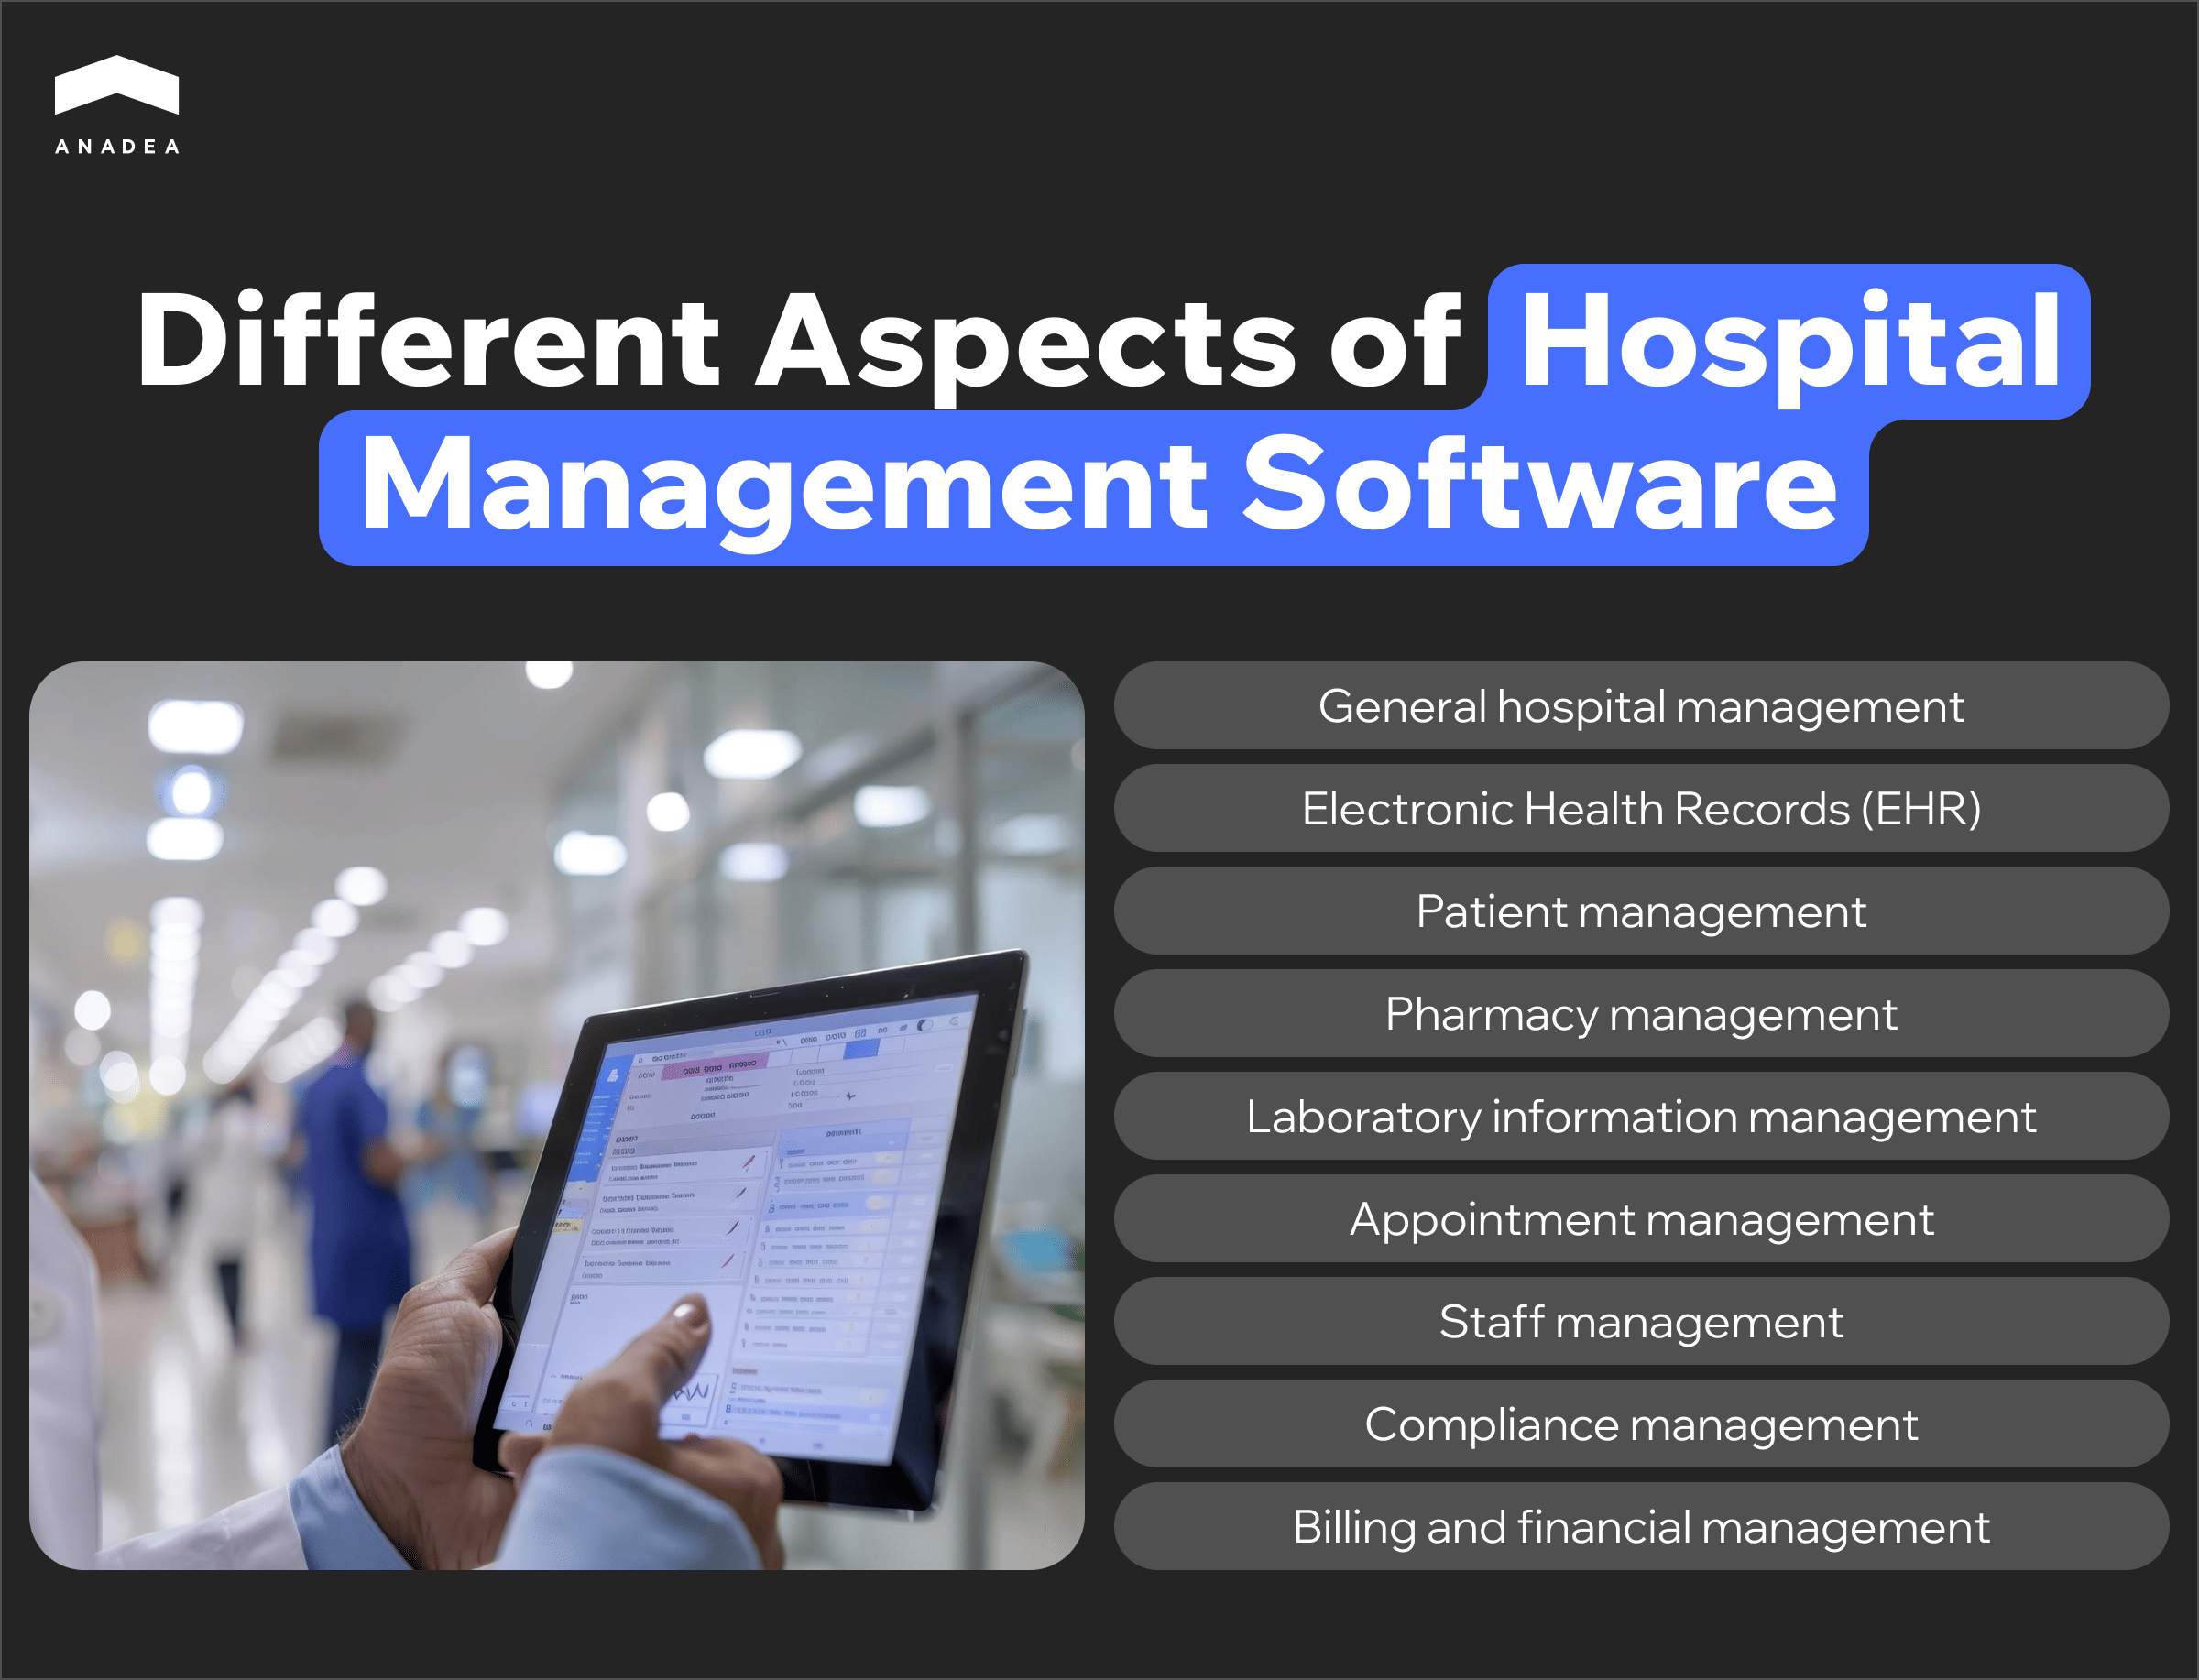 ANADEA
Different Aspects of Hospital
Management Software
General hospital management
Electronic Health Records (EHR)
Patient management
Pharmacy management
Laboratory information management
Appointment management
Staff management
Compliance management
Billing and financial management